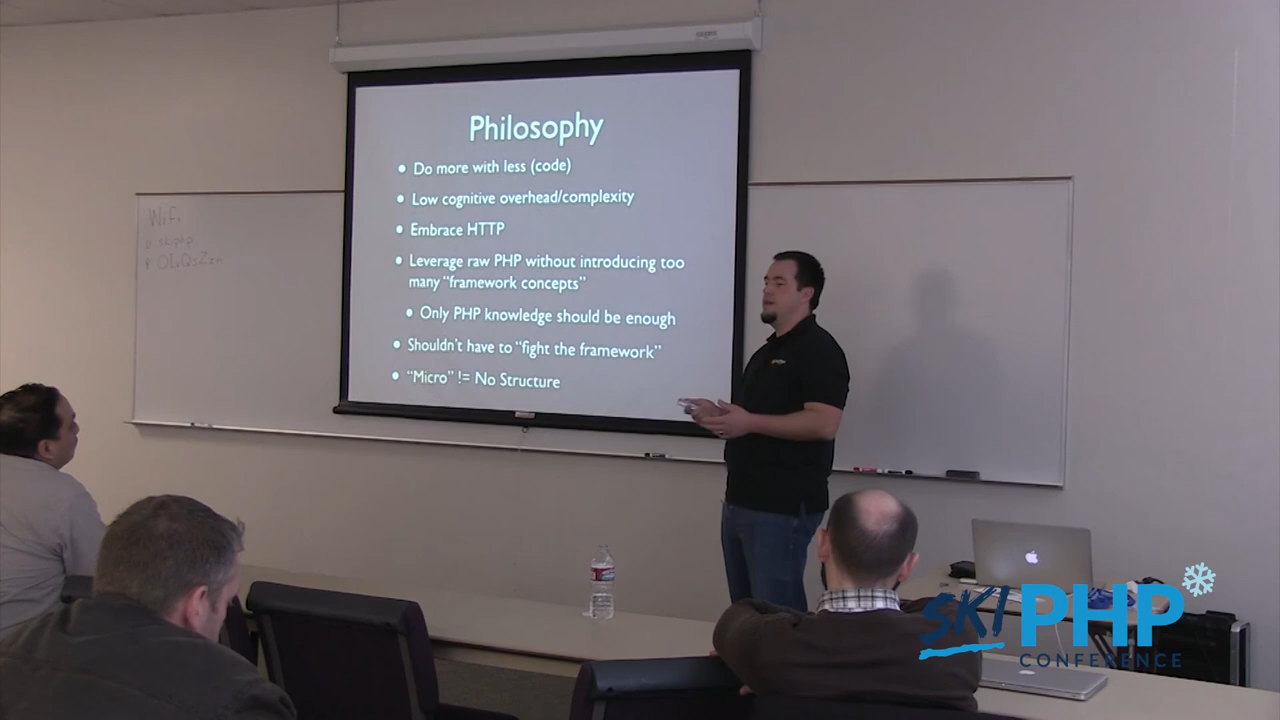 Philosophy
• Do more with less (code)
• Low cognitive overhead/complexity
• Embrace HTTP
• Leverage raw PHP without introducing too
many “framework concepts”
• Only PHP knowledge should be enough
• Shouldn't have to “fight the framework”
• “Micro” != No Structure
Wifi
skiphp
SKIPHP
CONFERENCE